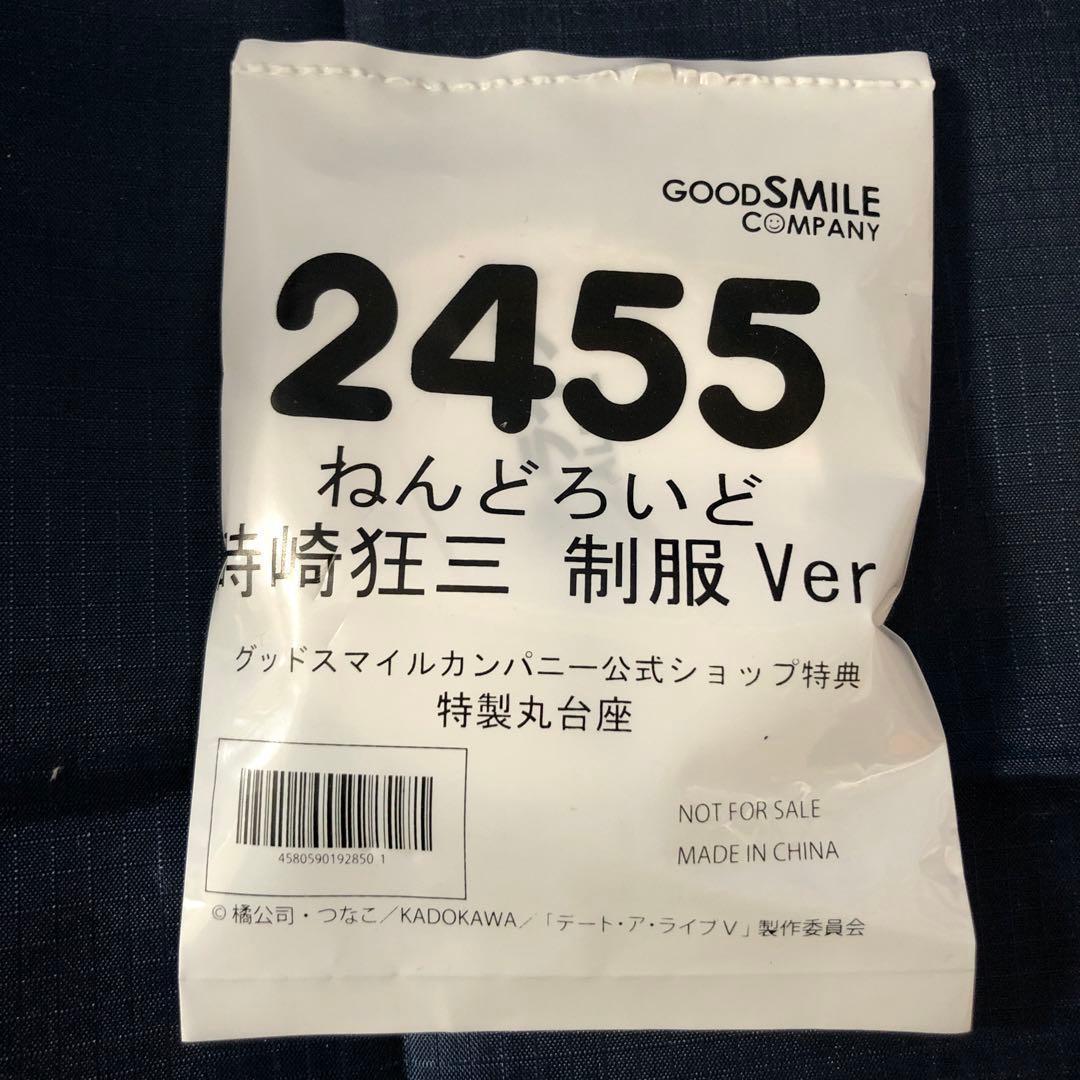 GOODSMILE
COMPANY
2455
ねんどろいど
時崎狂三 制服 Ver
グッドスマイルカンパニー公式ショップ特典
特製丸台座
4580590192850 1
NOT FOR SALE
MADE IN CHINA
© 橘公司・つなこ／KADOKAWA／「デート・ア・ライブⅤ」製作委員会